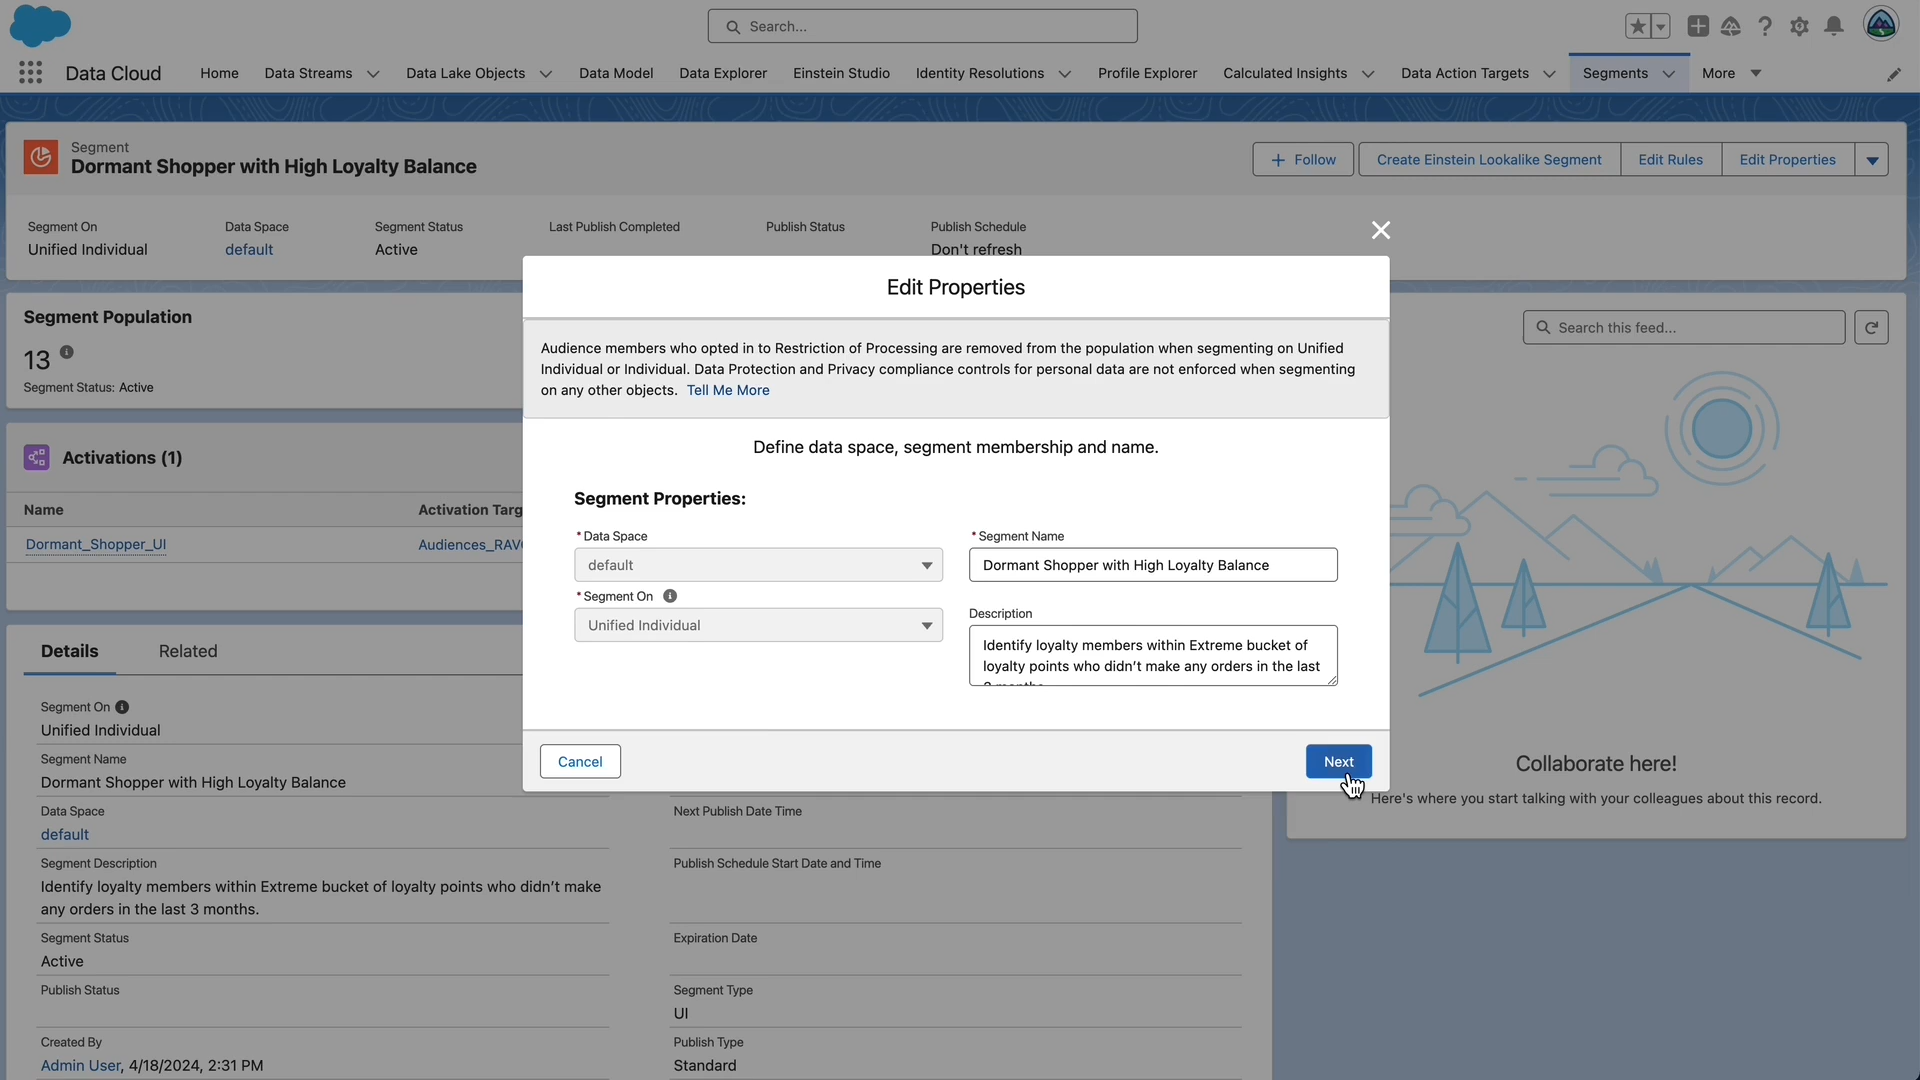 Search...
Data Cloud
Home
Data Streams
Data Lake Objects
Data Model
Data Explorer
Einstein Studio
Identity Resolutions
Profile Explorer
Calculated Insights
Data Action Targets
Segments
More
Segment
Dormant Shopper with High Loyalty Balance
Follow
Create Einstein Lookalike Segment
Edit Rules
Edit Properties
Segment On
Unified Individual
Data Space
default
Segment Status
Active
Last Publish Completed
Publish Status
Publish Schedule
Don't refresh
Segment Population
13
Segment Status: Active
Activations (1)
Name
Activation Targ
Dormant_Shopper_UI
Audiences_RAV
Details
Related
Segment On
Unified Individual
Segment Name
Dormant Shopper with High Loyalty Balance
Data Space
default
Segment Description
Identify loyalty members within Extreme bucket of loyalty points who didn't make
any orders in the last 3 months.
Segment Status
Active
Publish Status
Created By
Admin User, 4/18/2024, 2:31 PM
Next Publish Date Time
Publish Schedule Start Date and Time
Expiration Date
Segment Type
UI
Publish Type
Standard
Edit Properties
Audience members who opted in to Restriction of Processing are removed from the population when segmenting on Unified
Individual or Individual. Data Protection and Privacy compliance controls for personal data are not enforced when segmenting
on any other objects. Tell Me More
Define data space, segment membership and name.
Segment Properties:
* Data Space
default
* Segment On
Unified Individual
* Segment Name
Dormant Shopper with High Loyalty Balance
Description
Identify loyalty members within Extreme bucket of
loyalty points who didn't make any orders in the last
Cancel
Next
Search this feed...
Collaborate here!
Here's where you start talking with your colleagues about this record.